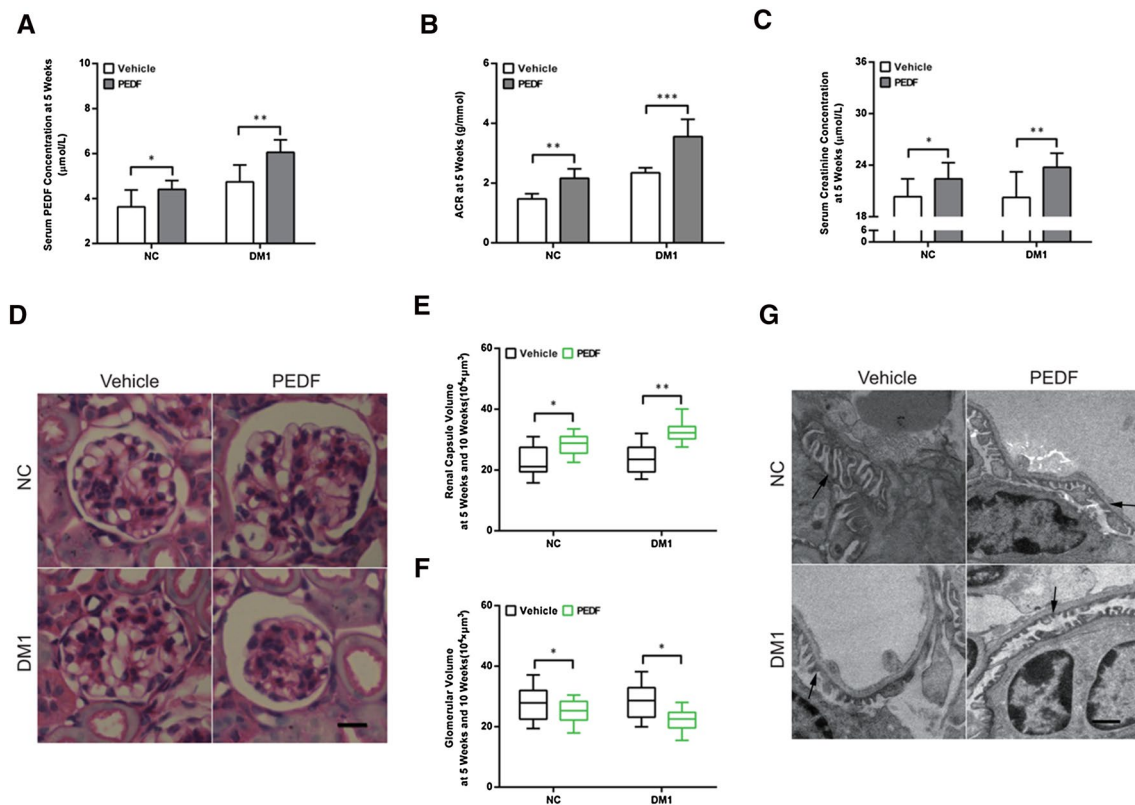 A
Serum PEDF Concentration at 5 Weeks
(µmol/L)
10
8
6
4
2
Vehicle
PEDF
*
**
NC
DM1
B
ACR at 5 Weeks (g/mmol)
6
4
2
0
Vehicle
PEDF
**
***
NC
DM1
C
Serum Creatinine Concentration
at 5 Weeks (µmol/L)
36
30
24
18
6
0
Vehicle
PEDF
*
**
NC
DM1
D
Vehicle
PEDF
NC
DM1
E
Renal Capsule Volume
at 5 Weeks and 10 Weeks(10⁴×µm³)
60
40
20
0
Vehicle
PEDF
*
**
NC
DM1
F
Glomerular Volume
at 5 Weeks and 10 Weeks(10⁴×µm³)
60
40
20
0
Vehicle
PEDF
*
*
NC
DM1
G
Vehicle
PEDF
NC
DM1